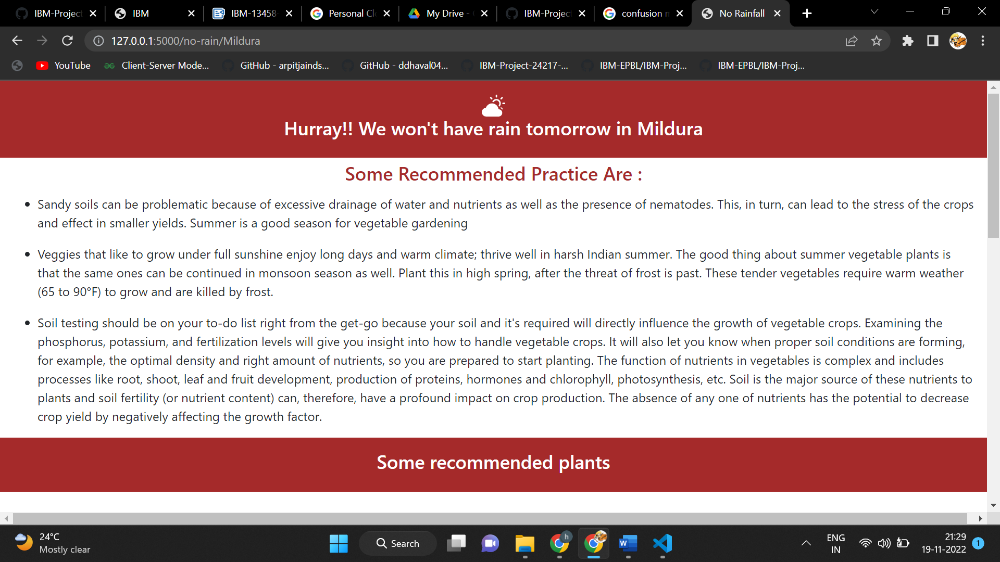 IBM-Project
IBM
IBM-13458-
Personal Clo
My Drive -
IBM-Project
confusion m
No Rainfall
127.0.0.1:5000/no-rain/Mildura
YouTube
Client-Server Mode...
GitHub - arpitjainds...
GitHub - ddhaval04...
IBM-Project-24217-...
IBM-EPBL/IBM-Proj...
IBM-EPBL/IBM-Proj...
Hurray!! We won't have rain tomorrow in Mildura
Some Recommended Practice Are :
• Sandy soils can be problematic because of excessive drainage of water and nutrients as well as the presence of nematodes. This, in turn, can lead to the stress of the crops
and effect in smaller yields. Summer is a good season for vegetable gardening
• Veggies that like to grow under full sunshine enjoy long days and warm climate; thrive well in harsh Indian summer. The good thing about summer vegetable plants is
that the same ones can be continued in monsoon season as well. Plant this in high spring, after the threat of frost is past. These tender vegetables require warm weather
(65 to 90°F) to grow and are killed by frost.
• Soil testing should be on your to-do list right from the get-go because your soil and it's required will directly influence the growth of vegetable crops. Examining the
phosphorus, potassium, and fertilization levels will give you insight into how to handle vegetable crops. It will also let you know when proper soil conditions are forming,
for example, the optimal density and right amount of nutrients, so you are prepared to start planting. The function of nutrients in vegetables is complex and includes
processes like root, shoot, leaf and fruit development, production of proteins, hormones and chlorophyll, photosynthesis, etc. Soil is the major source of these nutrients to
plants and soil fertility (or nutrient content) can, therefore, have a profound impact on crop production. The absence of any one of nutrients has the potential to decrease
crop yield by negatively affecting the growth factor.
Some recommended plants
24°C
Mostly clear
Search
h
W
ENG
IN
21:29
19-11-2022
1